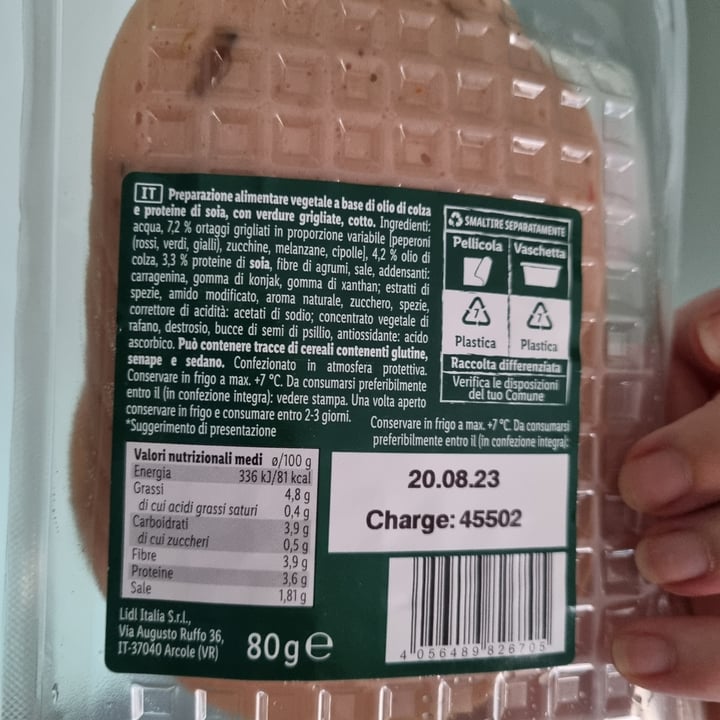 IT Preparazione alimentare vegetale a base di olio di colza
e proteine di soia, con verdure grigliate, cotto. Ingredienti:
acqua, 7,2 % ortaggi grigliati in proporzione variabile [peperoni
(rossi, verdi, gialli), zucchine, melanzane, cipolle], 4,2 % olio di
colza, 3,3 % proteine di soia, fibre di agrumi, sale, addensanti:
carragenina, gomma di konjak, gomma di xanthan; estratti di
spezie, amido modificato, aroma naturale, zucchero, spezie,
correttore di acidità: acetati di sodio; concentrato vegetale di
rafano, destrosio, bucce di semi di psillio, antiossidante: acido
ascorbico. Può contenere tracce di cereali contenenti glutine,
senape e sedano. Confezionato in atmosfera protettiva.
Conservare in frigo a max. +7 °C. Da consumarsi preferibilmente
entro il (in confezione integra): vedere stampa. Una volta aperto
conservare in frigo e consumare entro 2-3 giorni.
*Suggerimento di presentazione
SMALTIRE SEPARATAMENTE
Pellicola Vaschetta
7 7
Plastica Plastica
Raccolta differenziata
Verifica le disposizioni
del tuo Comune
Conservare in frigo a max. +7 °C. Da consumarsi
preferibilmente entro il (in confezione integra):
Valori nutrizionali medi ø/100 g
Energia 336 kJ/81 kcal
Grassi 4,8 g
di cui acidi grassi saturi 0,4 g
Carboidrati 3,9 g
di cui zuccheri 0,5 g
Fibre 3,9 g
Proteine 3,6 g
Sale 1,81 g
20.08.23
Charge: 45502
Lidl Italia S.r.l.,
Via Augusto Ruffo 36,
IT-37040 Arcole (VR)
80 g e
4 056489 826705